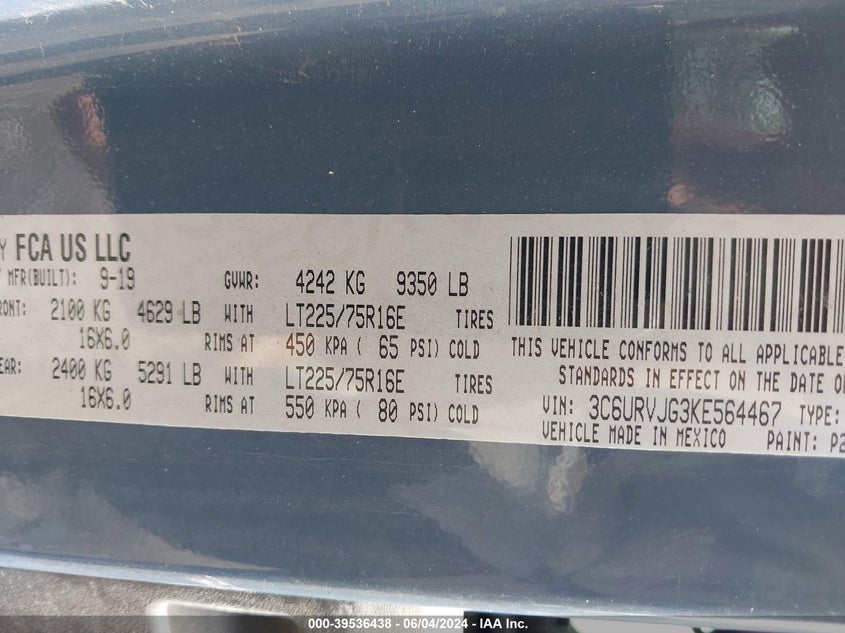 FCA US LLC
MFR(BUILT): 9-19 GVWR: 4242 KG 9350 LB
2100 KG 4629 LB WITH LT225/75R16E TIRES
16X6.0 RIMS AT 450 KPA ( 65 PSI) COLD
2400 KG 5291 LB WITH LT225/75R16E TIRES
16X6.0 RIMS AT 550 KPA ( 80 PSI) COLD
THIS VEHICLE CONFORMS TO ALL APPLICABLE
STANDARDS IN EFFECT ON THE DATE OF
VIN: 3C6URVJG3KE564467 TYPE:
VEHICLE MADE IN MEXICO PAINT: P2
000-39536438 - 06/04/2024 - IAA Inc.